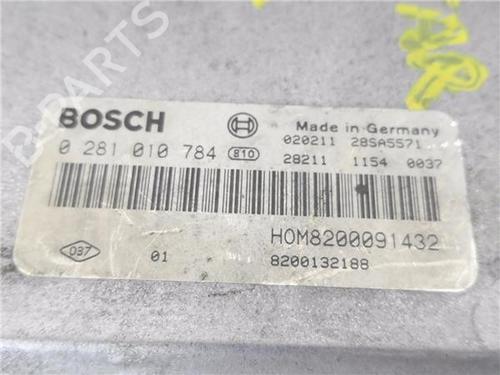 B-PARTS
BOSCH
Made in Germany
020211 28SA5571
0 281 010 784 810
28211 1154 0037
HOM8200091432
037
01
8200132188